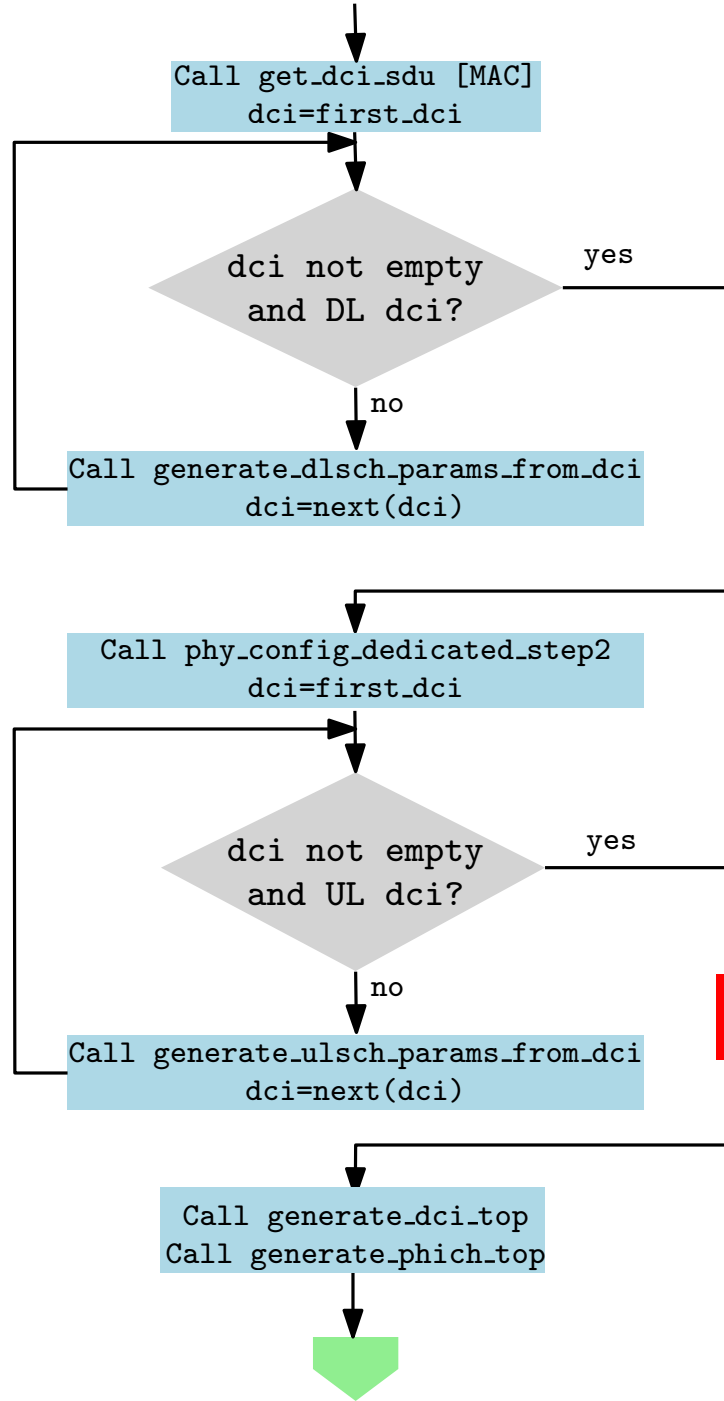 Call get_dci_sdu [MAC]
dci=first_dci
dci not empty
and DL dci?
yes
no
Call generate_dlsch_params_from_dci
dci=next(dci)
Call phy_config_dedicated_step2
dci=first_dci
dci not empty
and UL dci?
yes
no
Call generate_ulsch_params_from_dci
dci=next(dci)
Call generate_dci_top
Call generate_phich_top